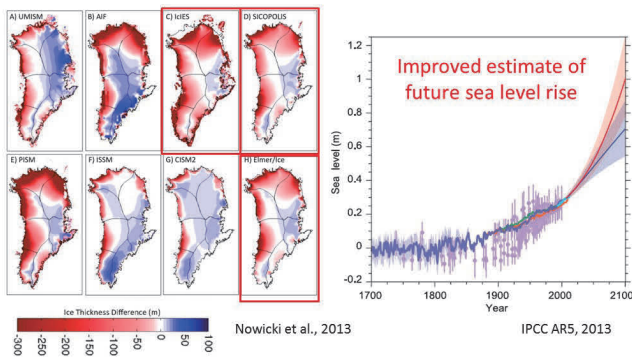 A) UMISM
B) AIF
C) IcIES
D) SICOPOLIS
E) PISM
F) ISSM
G) CISM2
H) Elmer/Ice
Ice Thickness Difference (m)
-300 -250 -200 -150 -100 -50 0 50 100
Nowicki et al., 2013
Improved estimate of
future sea level rise
Sea level (m)
1.2
1
0.8
0.6
0.4
0.2
0
-0.2
1700 1800 1900 2000 2100
Year
IPCC AR5, 2013